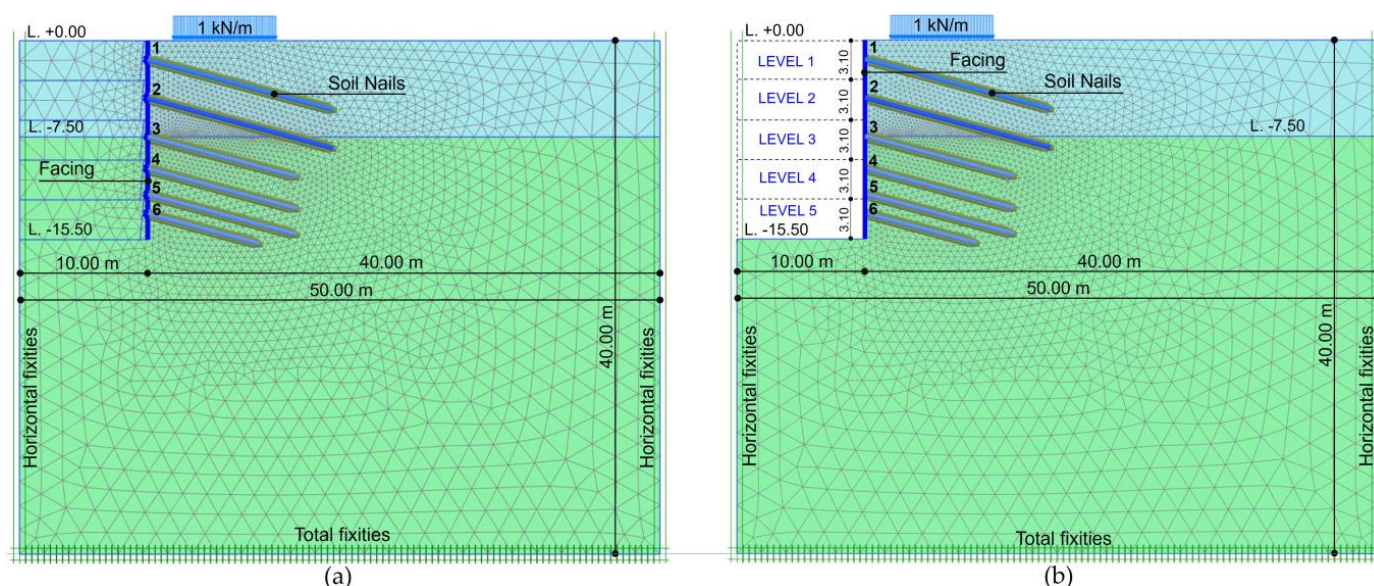 1 kN/m
L. +0.00
1
Soil Nails
2
L. -7.50
3
Facing
4
5
6
L. -15.50
10.00 m
40.00 m
50.00 m
40.00 m
Horizontal fixities
Horizontal fixities
Total fixities
(a)
1 kN/m
L. +0.00
1
LEVEL 1
3.10
Facing
Soil Nails
2
LEVEL 2
3.10
L. -7.50
3
LEVEL 3
3.10
4
LEVEL 4
3.10
5
LEVEL 5
3.10
6
L. -15.50
10.00 m
40.00 m
50.00 m
40.00 m
Horizontal fixities
Horizontal fixities
Total fixities
(b)